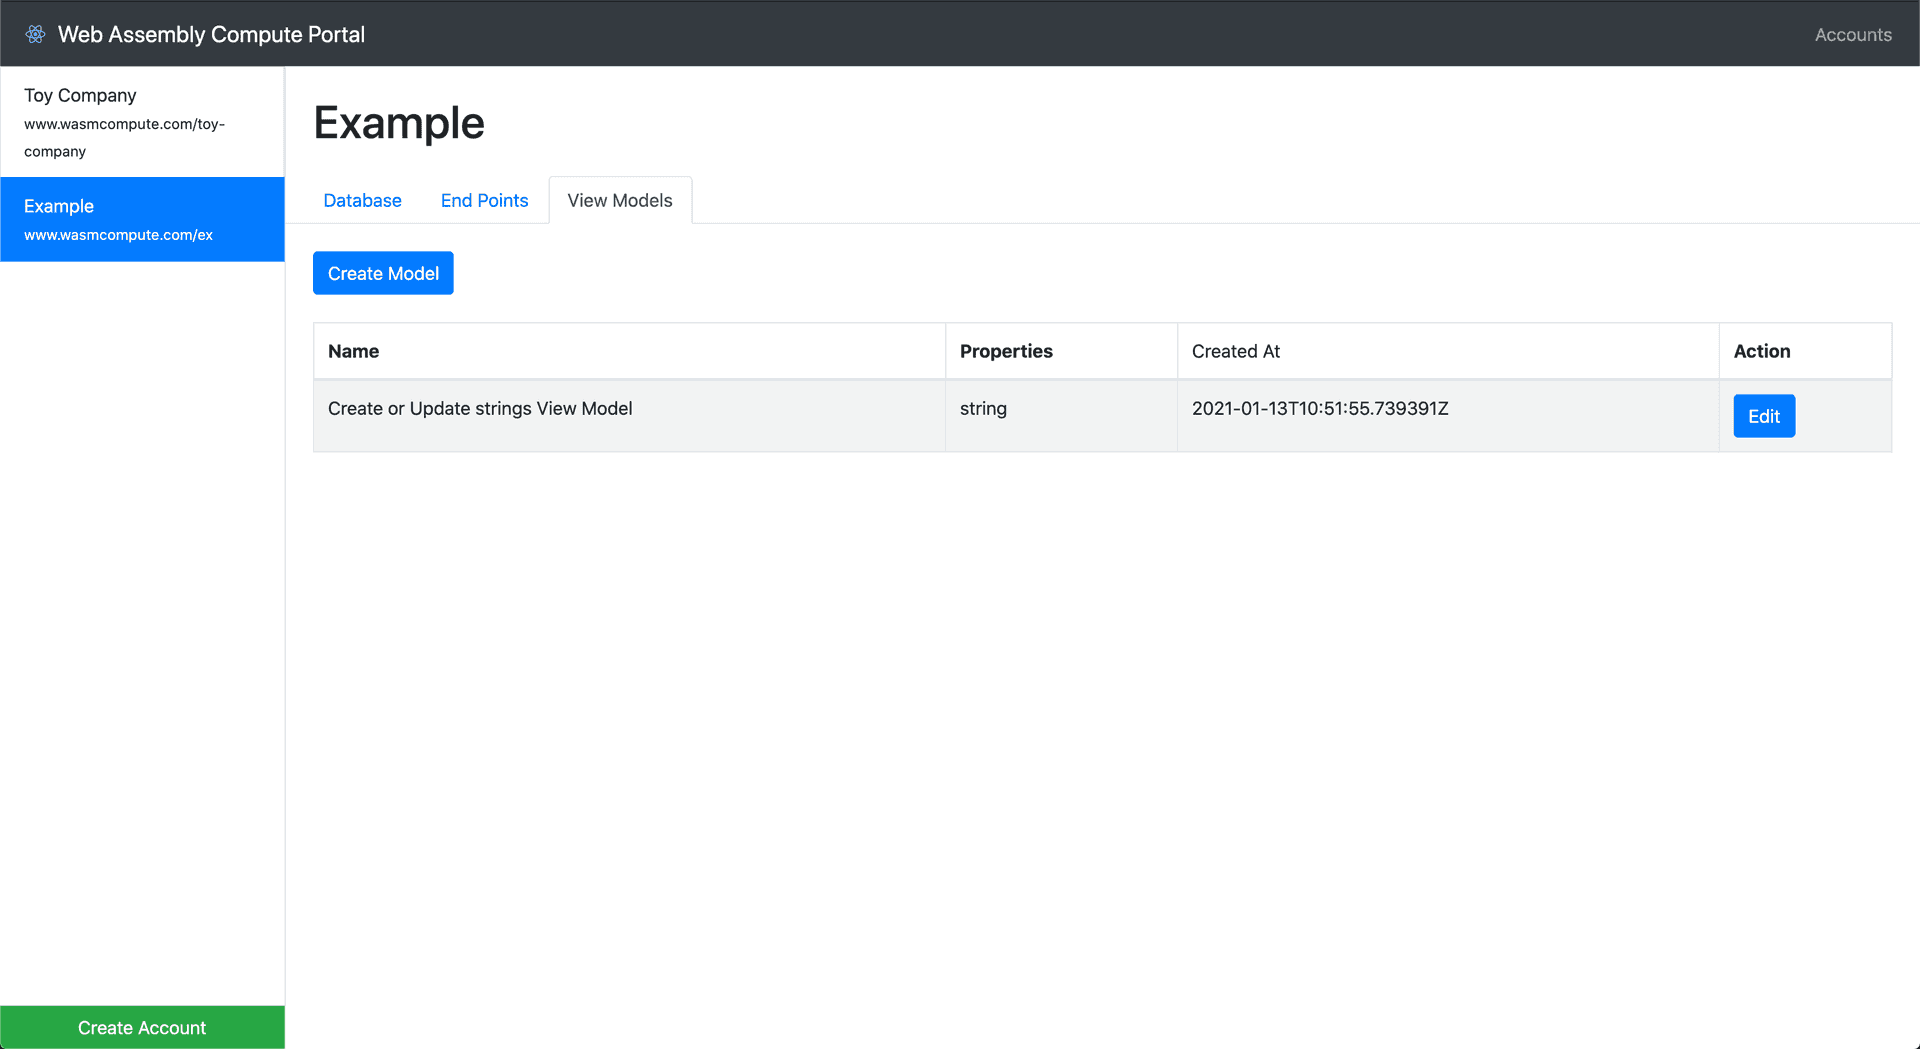 Web Assembly Compute Portal
Accounts
Toy Company
www.wasmcompute.com/toy-
company
Example
www.wasmcompute.com/ex
Create Account
Example
Database End Points View Models
Create Model
Name Properties Created At Action
Create or Update strings View Model string 2021-01-13T10:51:55.739391Z Edit